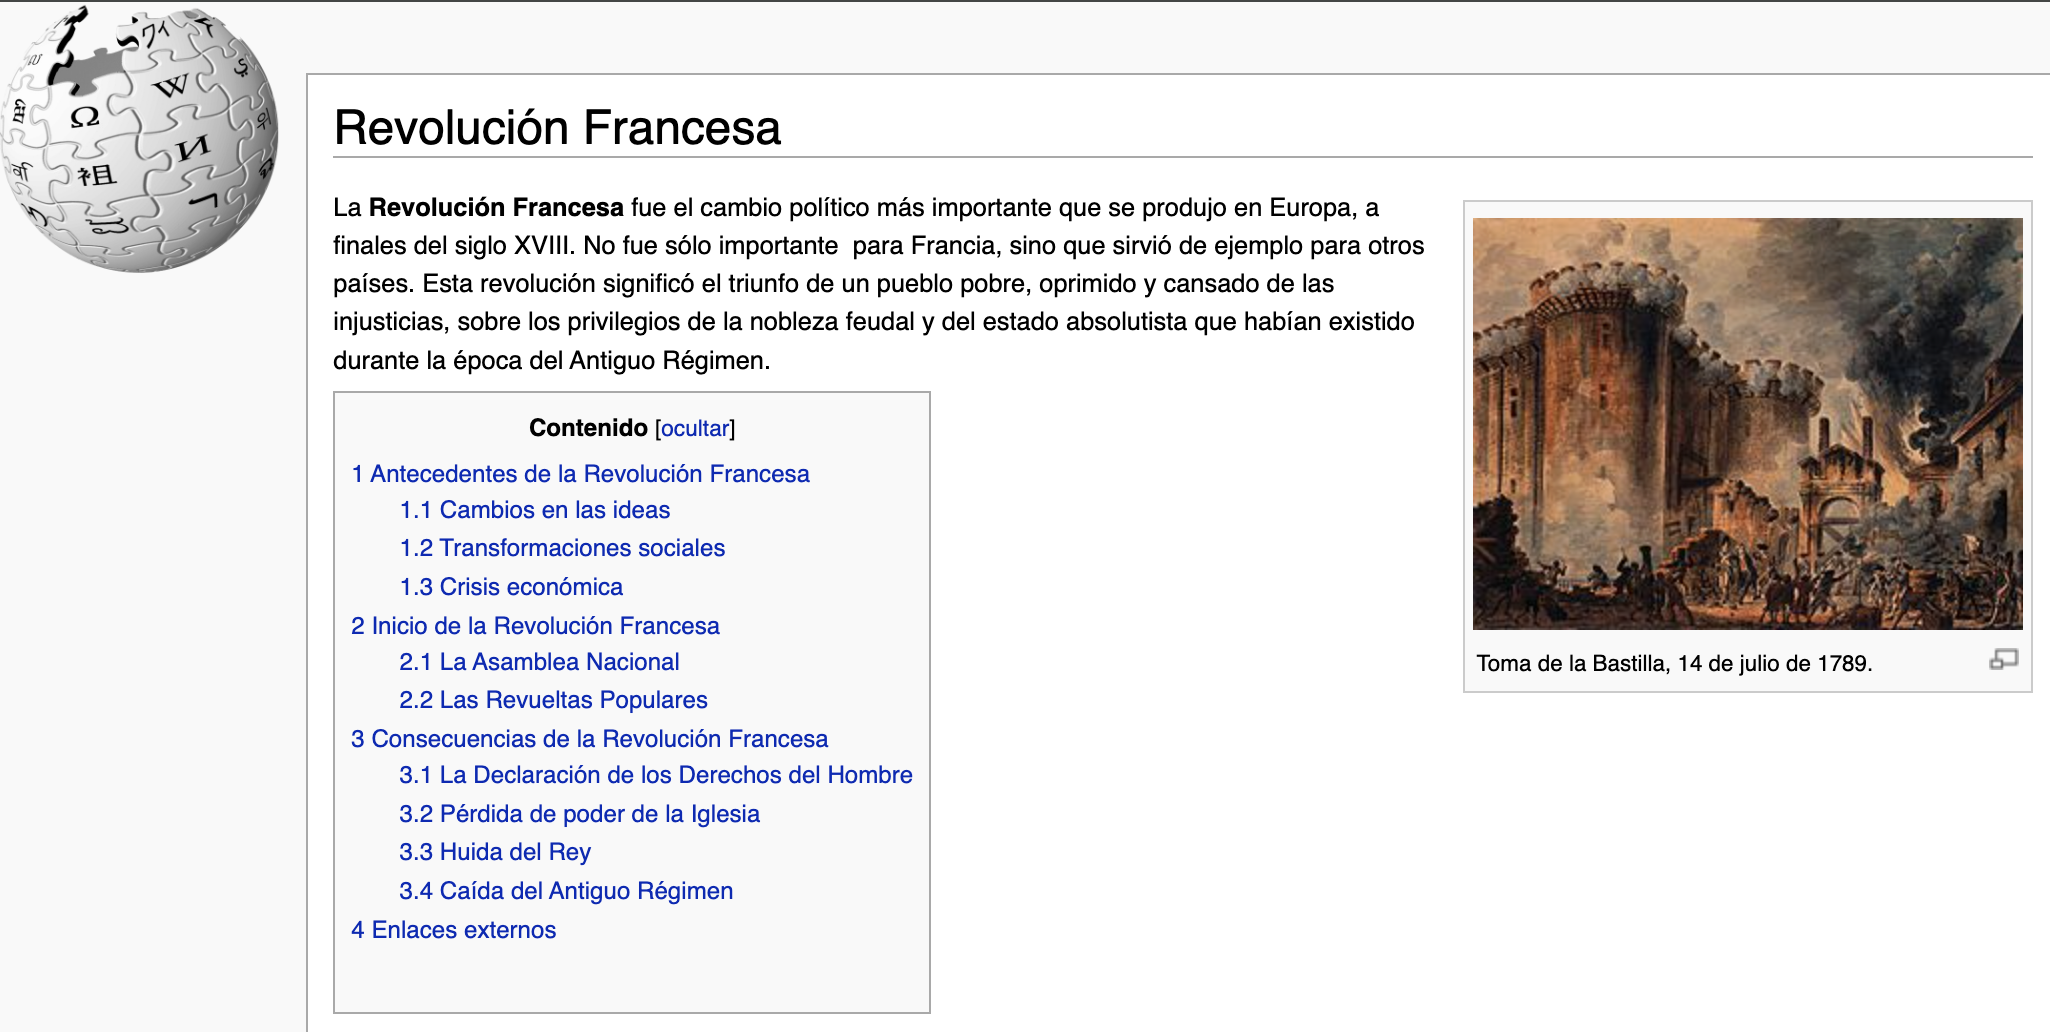 Revolución Francesa
La Revolución Francesa fue el cambio político más importante que se produjo en Europa, a
finales del siglo XVIII. No fue sólo importante  para Francia, sino que sirvió de ejemplo para otros
países. Esta revolución significó el triunfo de un pueblo pobre, oprimido y cansado de las
injusticias, sobre los privilegios de la nobleza feudal y del estado absolutista que habían existido
durante la época del Antiguo Régimen.
Contenido [ocultar]
1 Antecedentes de la Revolución Francesa
1.1 Cambios en las ideas
1.2 Transformaciones sociales
1.3 Crisis económica
2 Inicio de la Revolución Francesa
2.1 La Asamblea Nacional
2.2 Las Revueltas Populares
3 Consecuencias de la Revolución Francesa
3.1 La Declaración de los Derechos del Hombre
3.2 Pérdida de poder de la Iglesia
3.3 Huida del Rey
3.4 Caída del Antiguo Régimen
4 Enlaces externos
Toma de la Bastilla, 14 de julio de 1789.
Ω W
祖 И